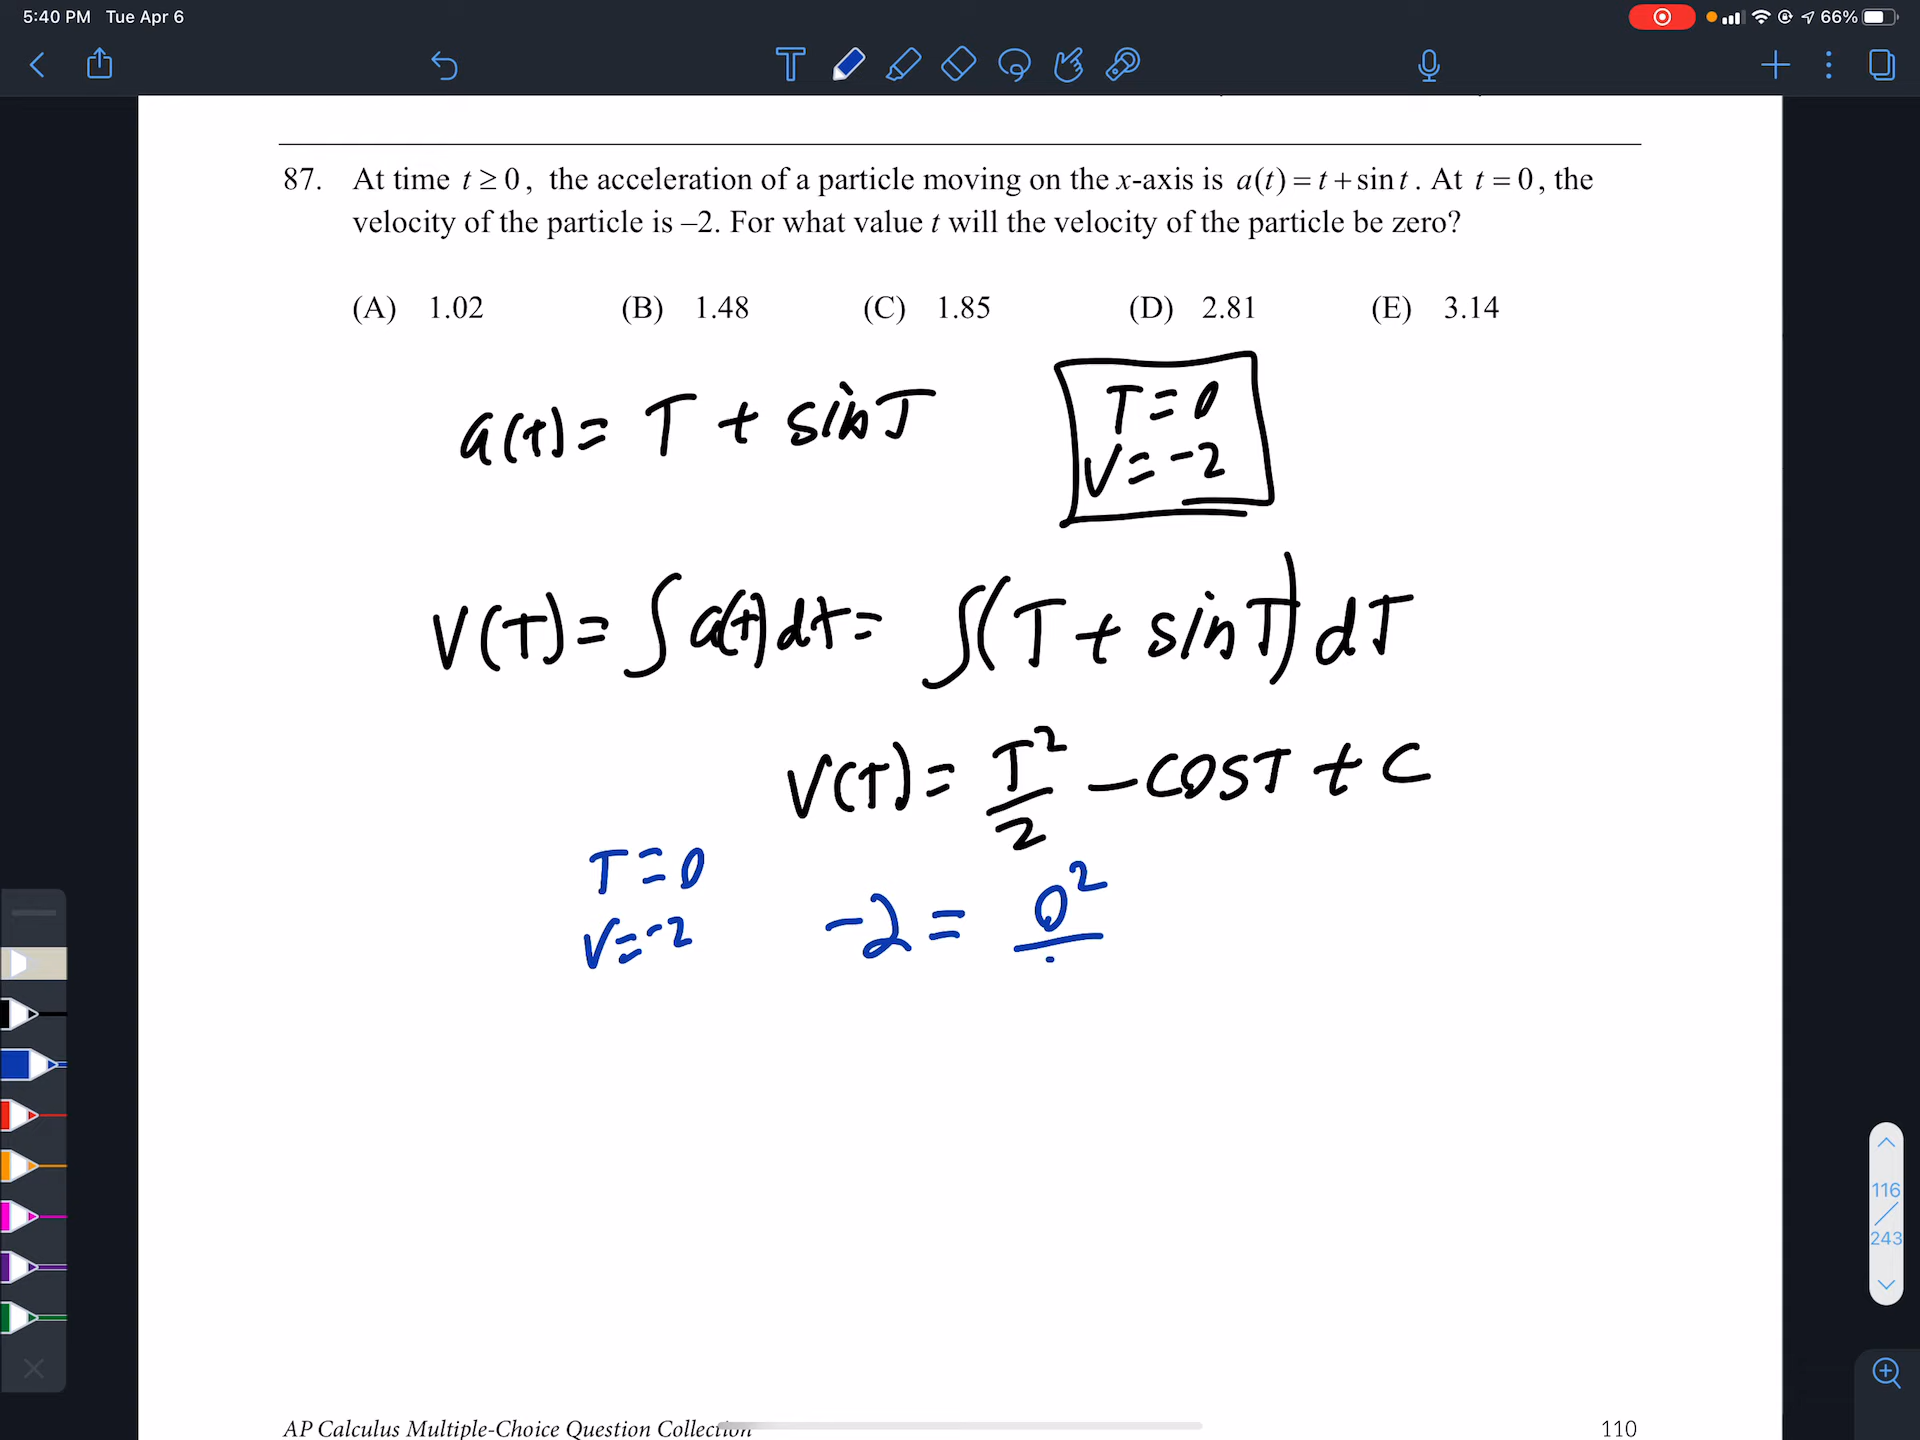 5:40 PM Tue Apr 6
66%
87. At time t ≥ 0, the acceleration of a particle moving on the x-axis is a(t) = t + sin t. At t = 0, the
velocity of the particle is –2. For what value t will the velocity of the particle be zero?
(A) 1.02 (B) 1.48 (C) 1.85 (D) 2.81 (E) 3.14
a(t) = T + sin T
T = 0
V = -2
V(T) = ∫ a(t) dt = ∫(T + sin T) dT
V(T) = T²/2 - COST + C
T = 0
V = -2
-2 = 0²
116
/
243
AP Calculus Multiple-Choice Question Collection
110